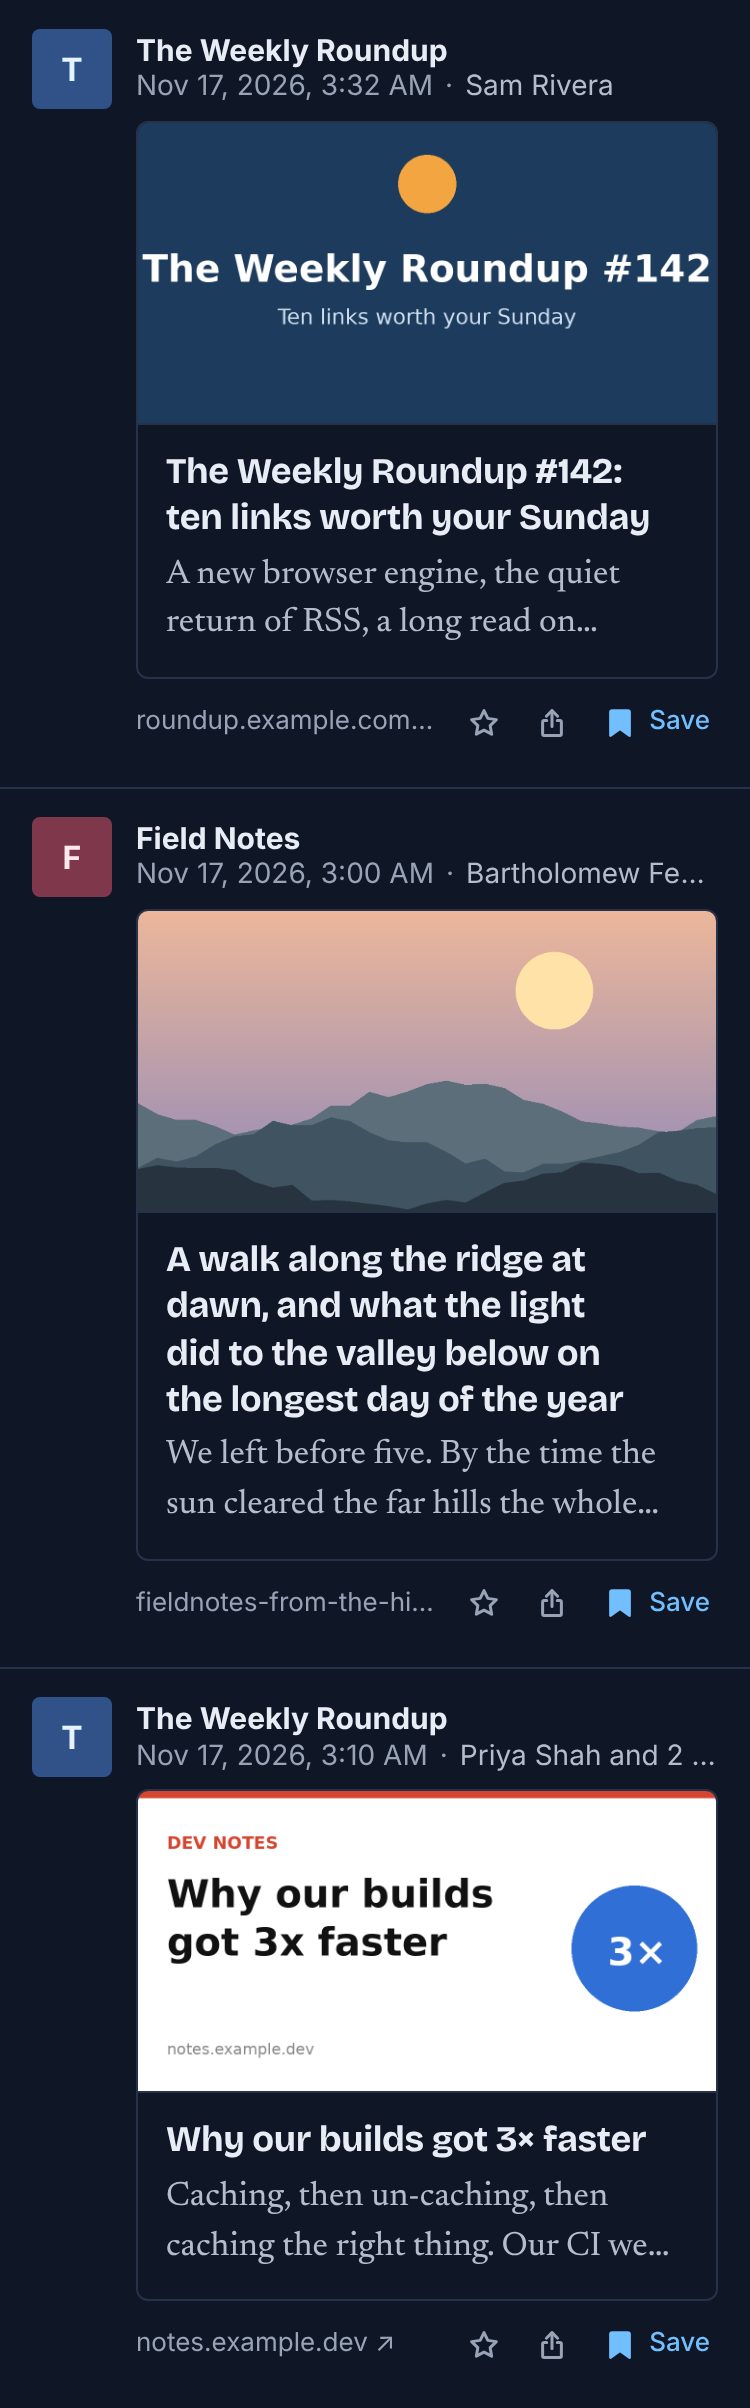 T
The Weekly Roundup
Nov 17, 2026, 3:32 AM · Sam Rivera
The Weekly Roundup #142
Ten links worth your Sunday
The Weekly Roundup #142:
ten links worth your Sunday
A new browser engine, the quiet
return of RSS, a long read on...
roundup.example.com... Save
F
Field Notes
Nov 17, 2026, 3:00 AM · Bartholomew Fe...
A walk along the ridge at
dawn, and what the light
did to the valley below on
the longest day of the year
We left before five. By the time the
sun cleared the far hills the whole...
fieldnotes-from-the-hi... Save
T
The Weekly Roundup
Nov 17, 2026, 3:10 AM · Priya Shah and 2 ...
DEV NOTES
Why our builds
got 3x faster
3×
notes.example.dev
Why our builds got 3× faster
Caching, then un-caching, then
caching the right thing. Our CI we...
notes.example.dev ↗ Save